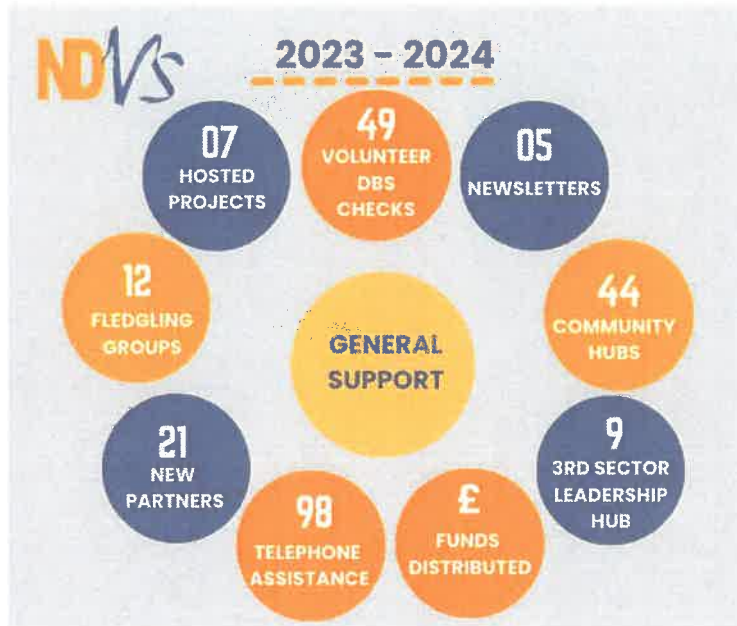 NDVS
2023 – 2024
49
VOLUNTEER
DBS
CHECKS
05
NEWSLETTERS
44
COMMUNITY
HUBS
9
3RD SECTOR
LEADERSHIP
HUB
£
FUNDS
DISTRIBUTED
98
TELEPHONE
ASSISTANCE
21
NEW
PARTNERS
12
FLEDGLING
GROUPS
07
HOSTED
PROJECTS
GENERAL
SUPPORT